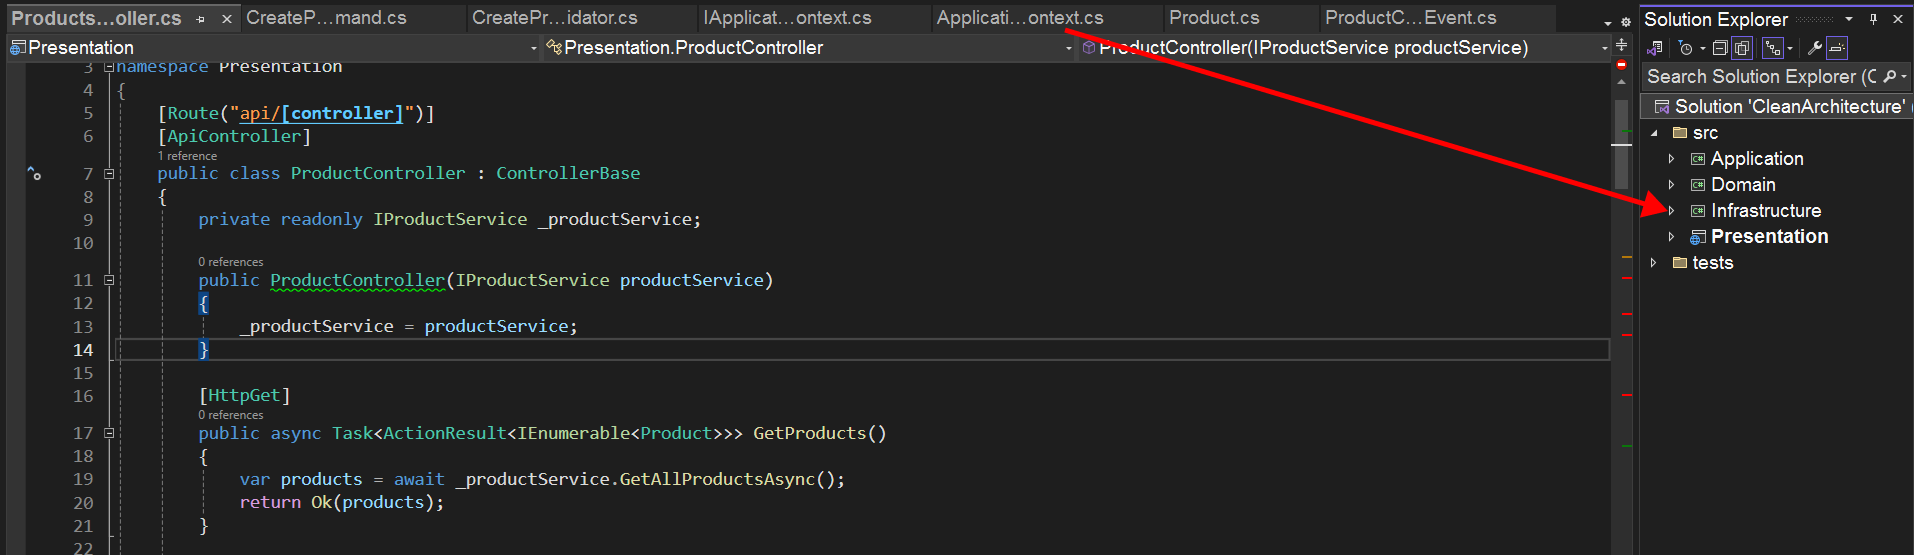 Products...oller.cs CreateP...mand.cs CreatePr...idator.cs IApplicat...ontext.cs Applicati...ontext.cs Product.cs ProductC...Event.cs
Presentation Presentation.ProductController ProductController(IProductService productService)
3 namespace Presentation
4 {
5 [Route("api/[controller]")]
6 [ApiController]
1 reference
7 public class ProductController : ControllerBase
8 {
9 private readonly IProductService _productService;
10
0 references
11 public ProductController(IProductService productService)
12 {
13 _productService = productService;
14 }
15
16 [HttpGet]
0 references
17 public async Task<ActionResult<IEnumerable<Product>>> GetProducts()
18 {
19 var products = await _productService.GetAllProductsAsync();
20 return Ok(products);
21 }
22
Solution Explorer
Search Solution Explorer (C
Solution 'CleanArchitecture' (
src
C# Application
C# Domain
C# Infrastructure
Presentation
tests